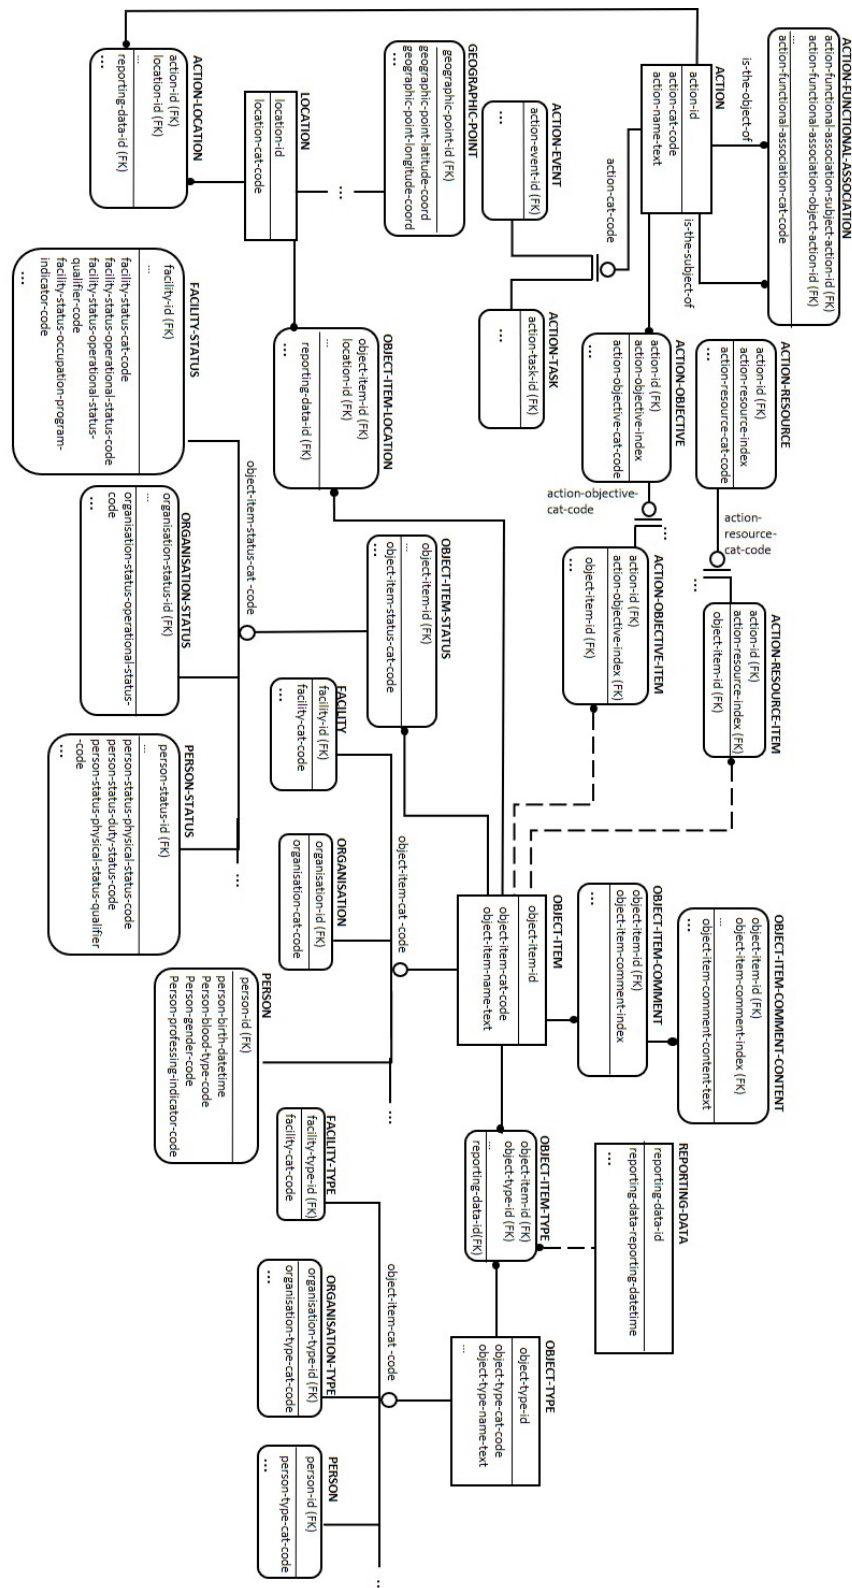 ACTION-FUNCTIONAL-ASSOCIATION
action-functional-association-subject-action-id (FK)
action-functional-association-object-action-id (FK)
...
action-functional-association-cat-code
is-the-object-of
is-the-subject-of
ACTION
action-id
action-cat-code
action-name-text
action-cat-code
ACTION-EVENT
action-event-id (FK)
...
ACTION-TASK
action-task-id (FK)
...
ACTION-RESOURCE
action-id (FK)
action-resource-index
action-resource-cat-code
...
action-
resource-
cat-code
...
ACTION-RESOURCE-ITEM
action-id (FK)
action-resource-index (FK)
object-item-id (FK)
ACTION-OBJECTIVE
action-id (FK)
action-objective-index
action-objective-cat-code
...
action-objective-
cat-code
...
ACTION-OBJECTIVE-ITEM
action-id (FK)
action-objective-index (FK)
object-item-id (FK)
...
GEOGRAPHIC-POINT
geographic-point-id (FK)
geographic-point-latitude-coord
geographic-point-longitude-coord
...
...
LOCATION
location-id
location-cat-code
ACTION-LOCATION
action-id (FK)
location-id (FK)
...
reporting-data-id (FK)
...
OBJECT-ITEM-LOCATION
object-item-id (FK)
location-id (FK)
...
reporting-data-id (FK)
...
OBJECT-ITEM-STATUS
object-item-id (FK)
...
object-item-status-cat-code
...
object-item-status-cat -code
FACILITY-STATUS
facility-id (FK)
...
facility-status-cat-code
facility-status-operational-status-code
facility-status-operational-status-
qualifier-code
facility-status-occupation-program-
indicator-code
...
ORGANISATION-STATUS
organisation-status-id (FK)
...
organisation-status-operational-status-
code
...
PERSON-STATUS
person-status-id (FK)
...
person-status-physical-status-code
person-status-duty-status-code
person-status-physical-status-qualifier
-code
...
...
OBJECT-ITEM-COMMENT-CONTENT
object-item-id (FK)
object-item-comment-index (FK)
...
object-item-comment-content-text
...
OBJECT-ITEM-COMMENT
object-item-id (FK)
object-item-comment-index
...
OBJECT-ITEM
object-item-id
object-item-cat-code
object-item-name-text
object-item-cat -code
FACILITY
facility-id (FK)
facility-cat-code
...
ORGANISATION
organisation-id (FK)
organisation-cat-code
PERSON
person-id (FK)
person-birth-datetime
Person-blood-type-code
Person-gender-code
Person-professing-indicator-code
...
REPORTING-DATA
reporting-data-id
reporting-data-reporting-datetime
...
OBJECT-ITEM-TYPE
object-item-id (FK)
object-type-id (FK)
...
reporting-data-id(FK)
OBJECT-TYPE
object-type-id
object-type-cat-code
object-type-name-text
...
object-item-cat -code
FACILITY-TYPE
facility-type-id (FK)
facility-cat-code
ORGANISATION-TYPE
organisation-type-id (FK)
organisation-type-cat-code
...
PERSON
person-id (FK)
person-type-cat-code
...
...